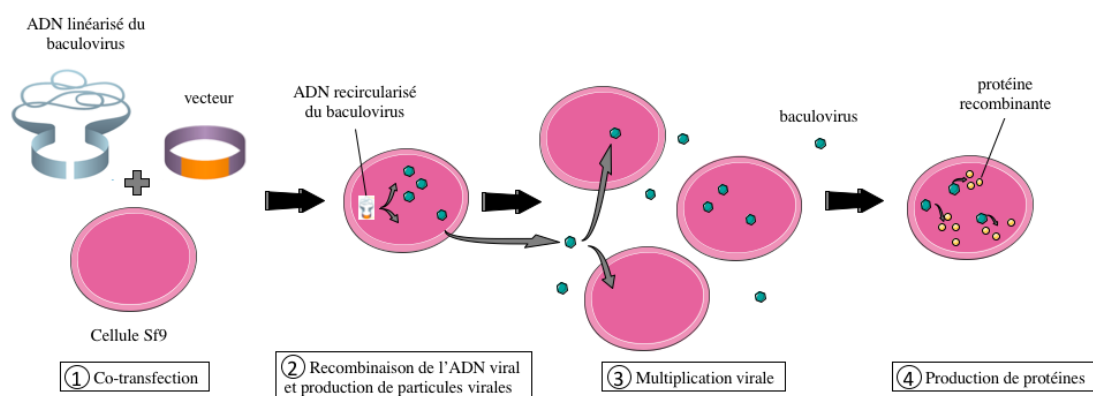 ADN linéarisé du
baculovirus
vecteur
Cellule Sf9
① Co-transfection
ADN recircularisé
du baculovirus
② Recombinaison de l'ADN viral
et production de particules virales
baculovirus
③ Multiplication virale
protéine
recombinante
④ Production de protéines